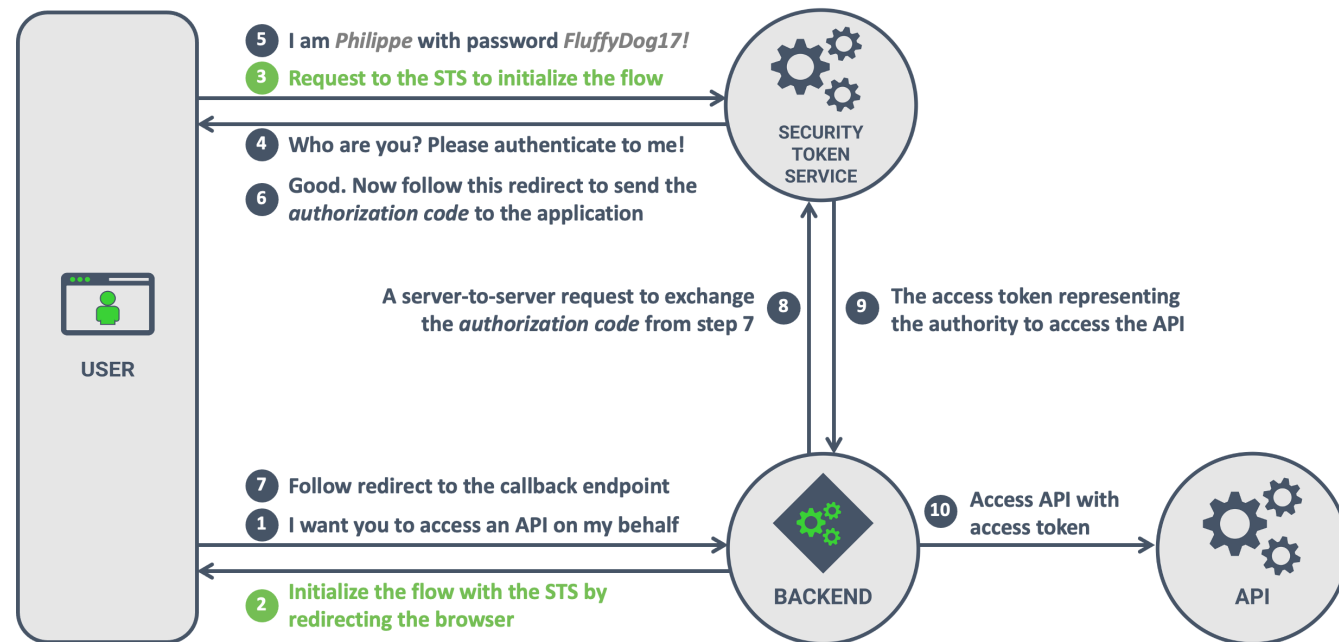 5 I am Philippe with password FluffyDog17!
3 Request to the STS to initialize the flow
4 Who are you? Please authenticate to me!
6 Good. Now follow this redirect to send the
authorization code to the application
SECURITY
TOKEN
SERVICE
USER
A server-to-server request to exchange
the authorization code from step 7
8
9 The access token representing
the authority to access the API
7 Follow redirect to the callback endpoint
1 I want you to access an API on my behalf
2 Initialize the flow with the STS by
redirecting the browser
BACKEND
10 Access API with
access token
API